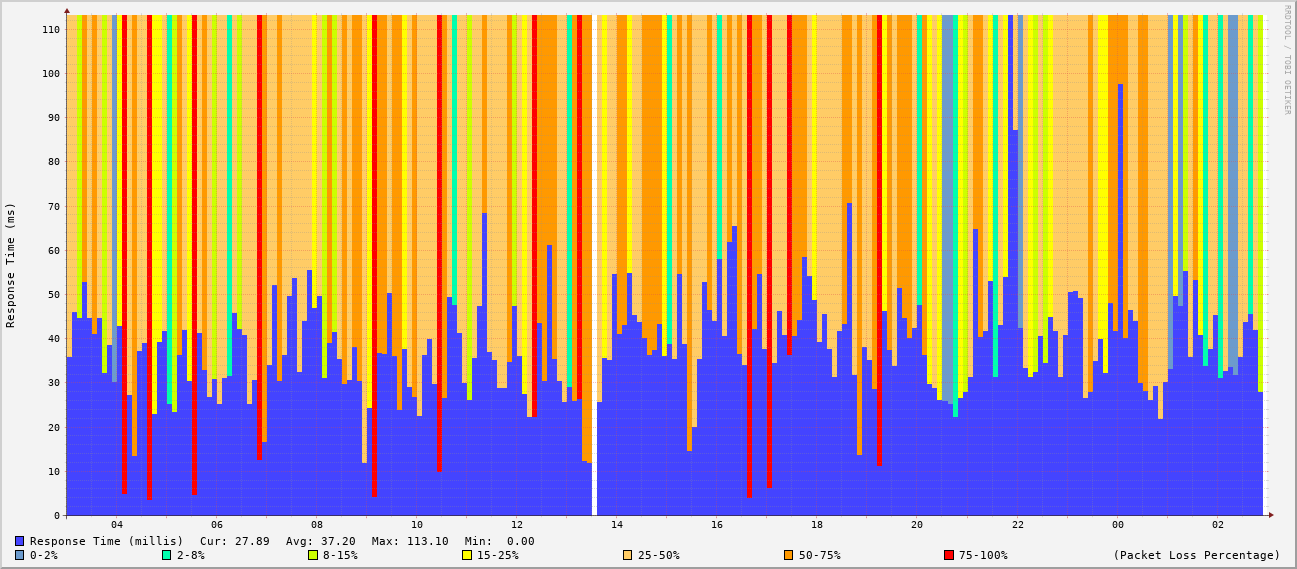 RRDTOOL / TOBI OETIKER
Response Time (ms)
110
100
90
80
70
60
50
40
30
20
10
0
04 06 08 10 12 14 16 18 20 22 00 02
Response Time (millis) Cur: 27.89 Avg: 37.20 Max: 113.10 Min: 0.00
0-2% 2-8% 8-15% 15-25% 25-50% 50-75% 75-100% (Packet Loss Percentage)